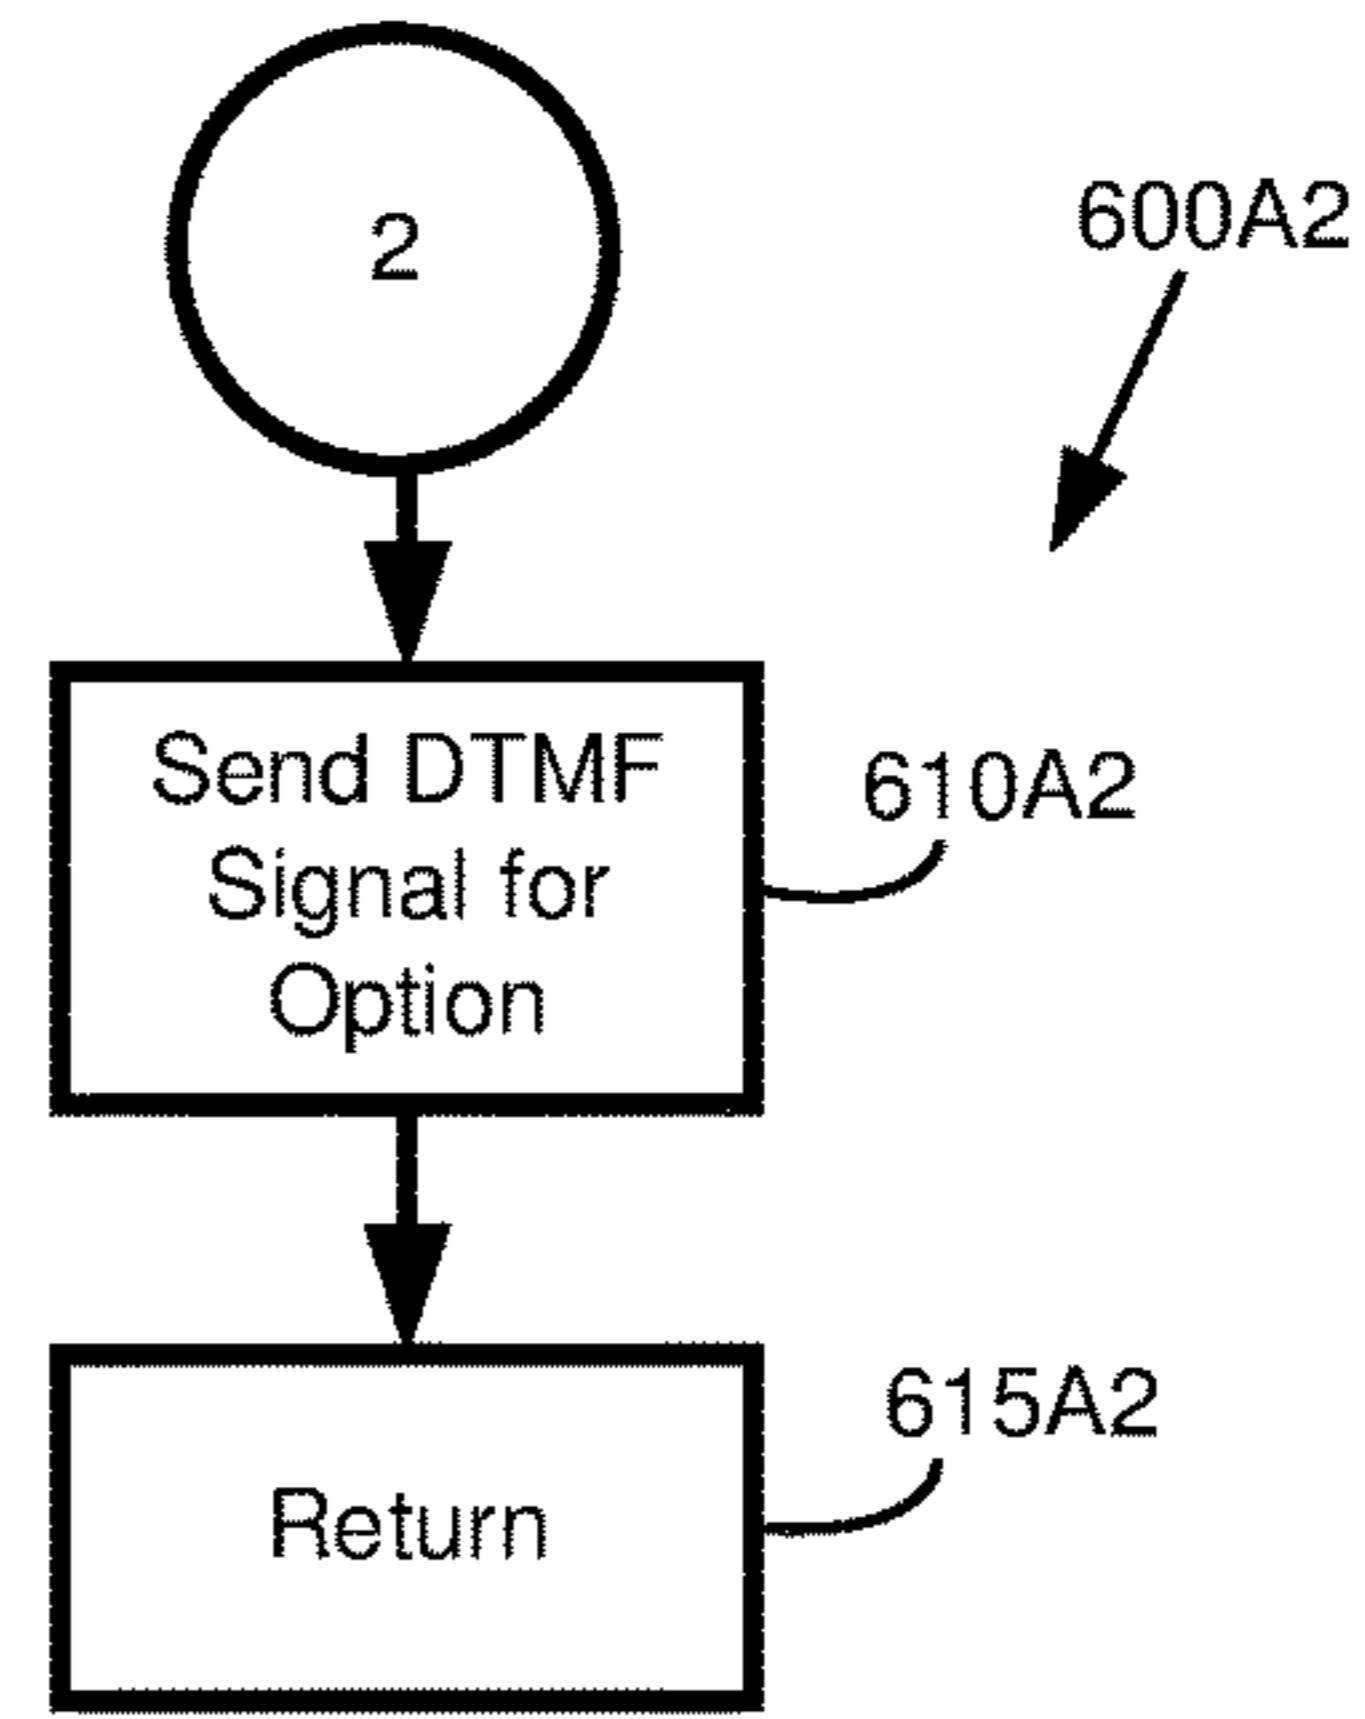 2
600A2
Send DTMF
Signal for
Option
610A2
Return
615A2